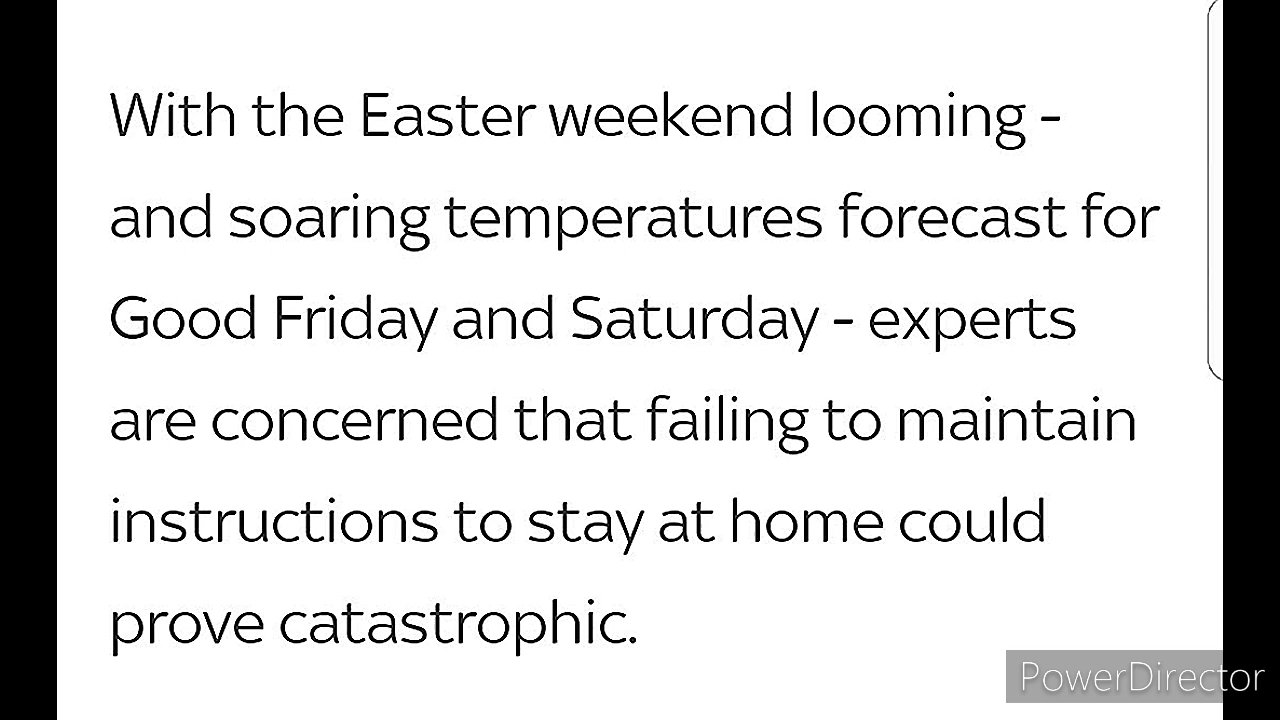 With the Easter weekend looming -
and soaring temperatures forecast for
Good Friday and Saturday - experts
are concerned that failing to maintain
instructions to stay at home could
prove catastrophic.
PowerDirector